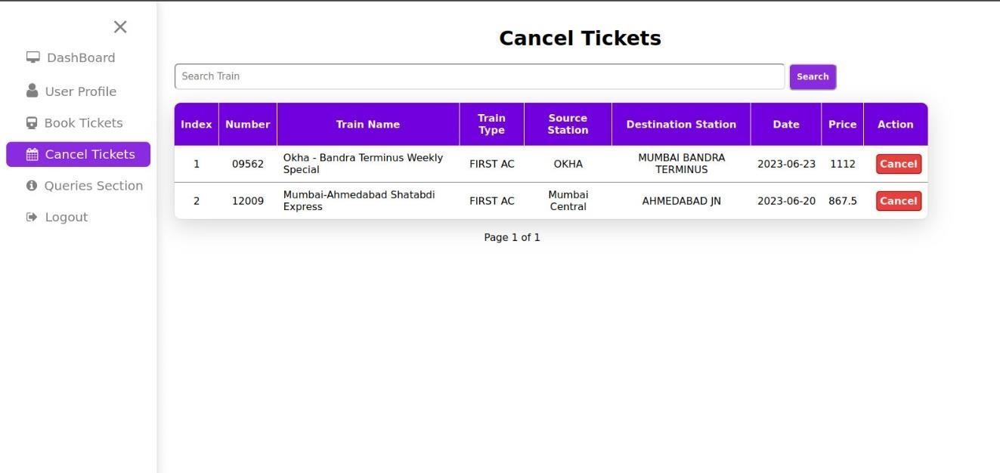 DashBoard
User Profile
Book Tickets
Cancel Tickets
Queries Section
Logout
Cancel Tickets
Search Train
Search
Index Number Train Name Train Type Source Station Destination Station Date Price Action
1 09562 Okha - Bandra Terminus Weekly Special FIRST AC OKHA MUMBAI BANDRA TERMINUS 2023-06-23 1112 Cancel
2 12009 Mumbai-Ahmedabad Shatabdi Express FIRST AC Mumbai Central AHMEDABAD JN 2023-06-20 867.5 Cancel
Page 1 of 1